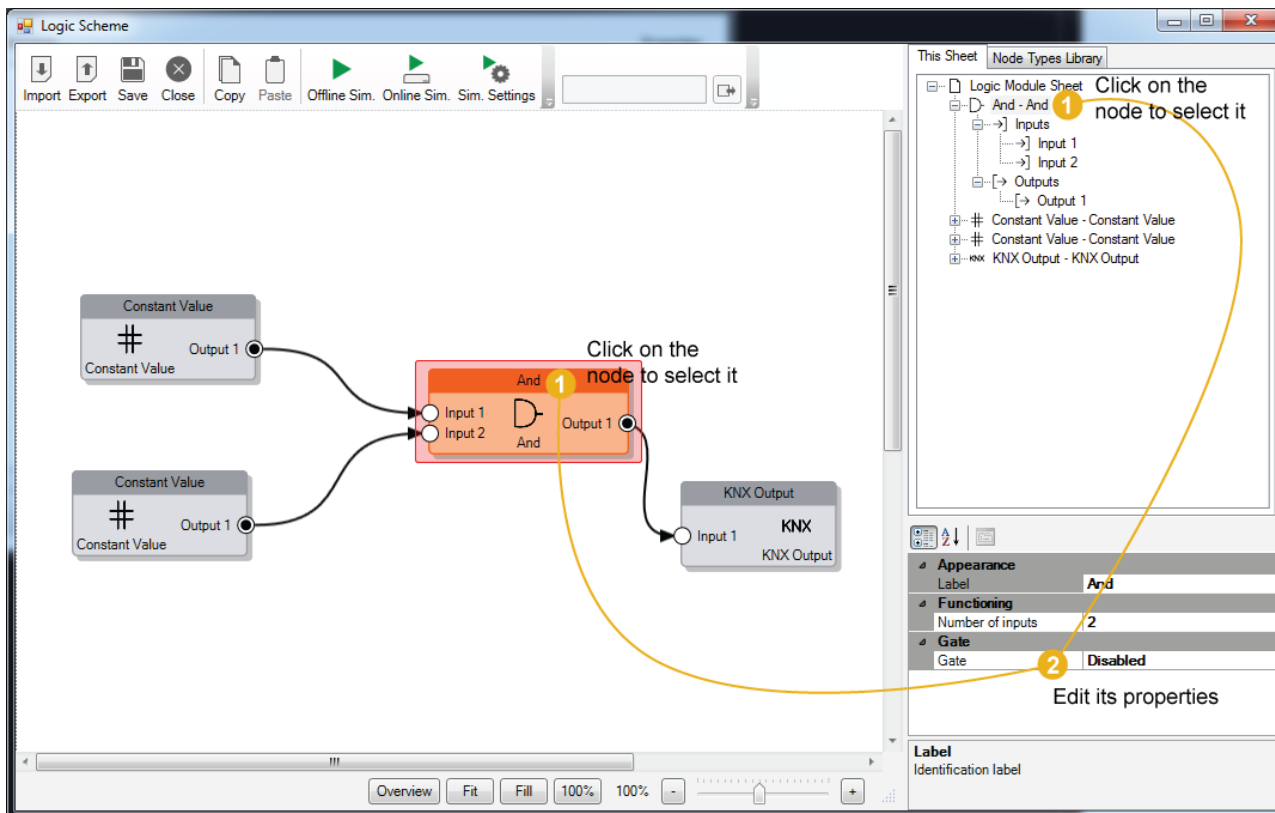 Logic Scheme
Import Export Save Close Copy Paste Offline Sim. Online Sim. Sim. Settings
This Sheet Node Types Library
Logic Module Sheet
And - And
Inputs
Input 1
Input 2
Outputs
Output 1
Constant Value - Constant Value
Constant Value - Constant Value
KNX Output - KNX Output
1 Click on the
node to select it
Constant Value
Output 1
Constant Value
Constant Value
Output 1
Constant Value
And
Input 1
Input 2
And
Output 1
1 Click on the
node to select it
KNX Output
Input 1 KNX
KNX Output
Appearance
Label And
Functioning
Number of inputs 2
Gate
Gate Disabled
2
Edit its properties
Label
Identification label
Overview Fit Fill 100% 100% - +